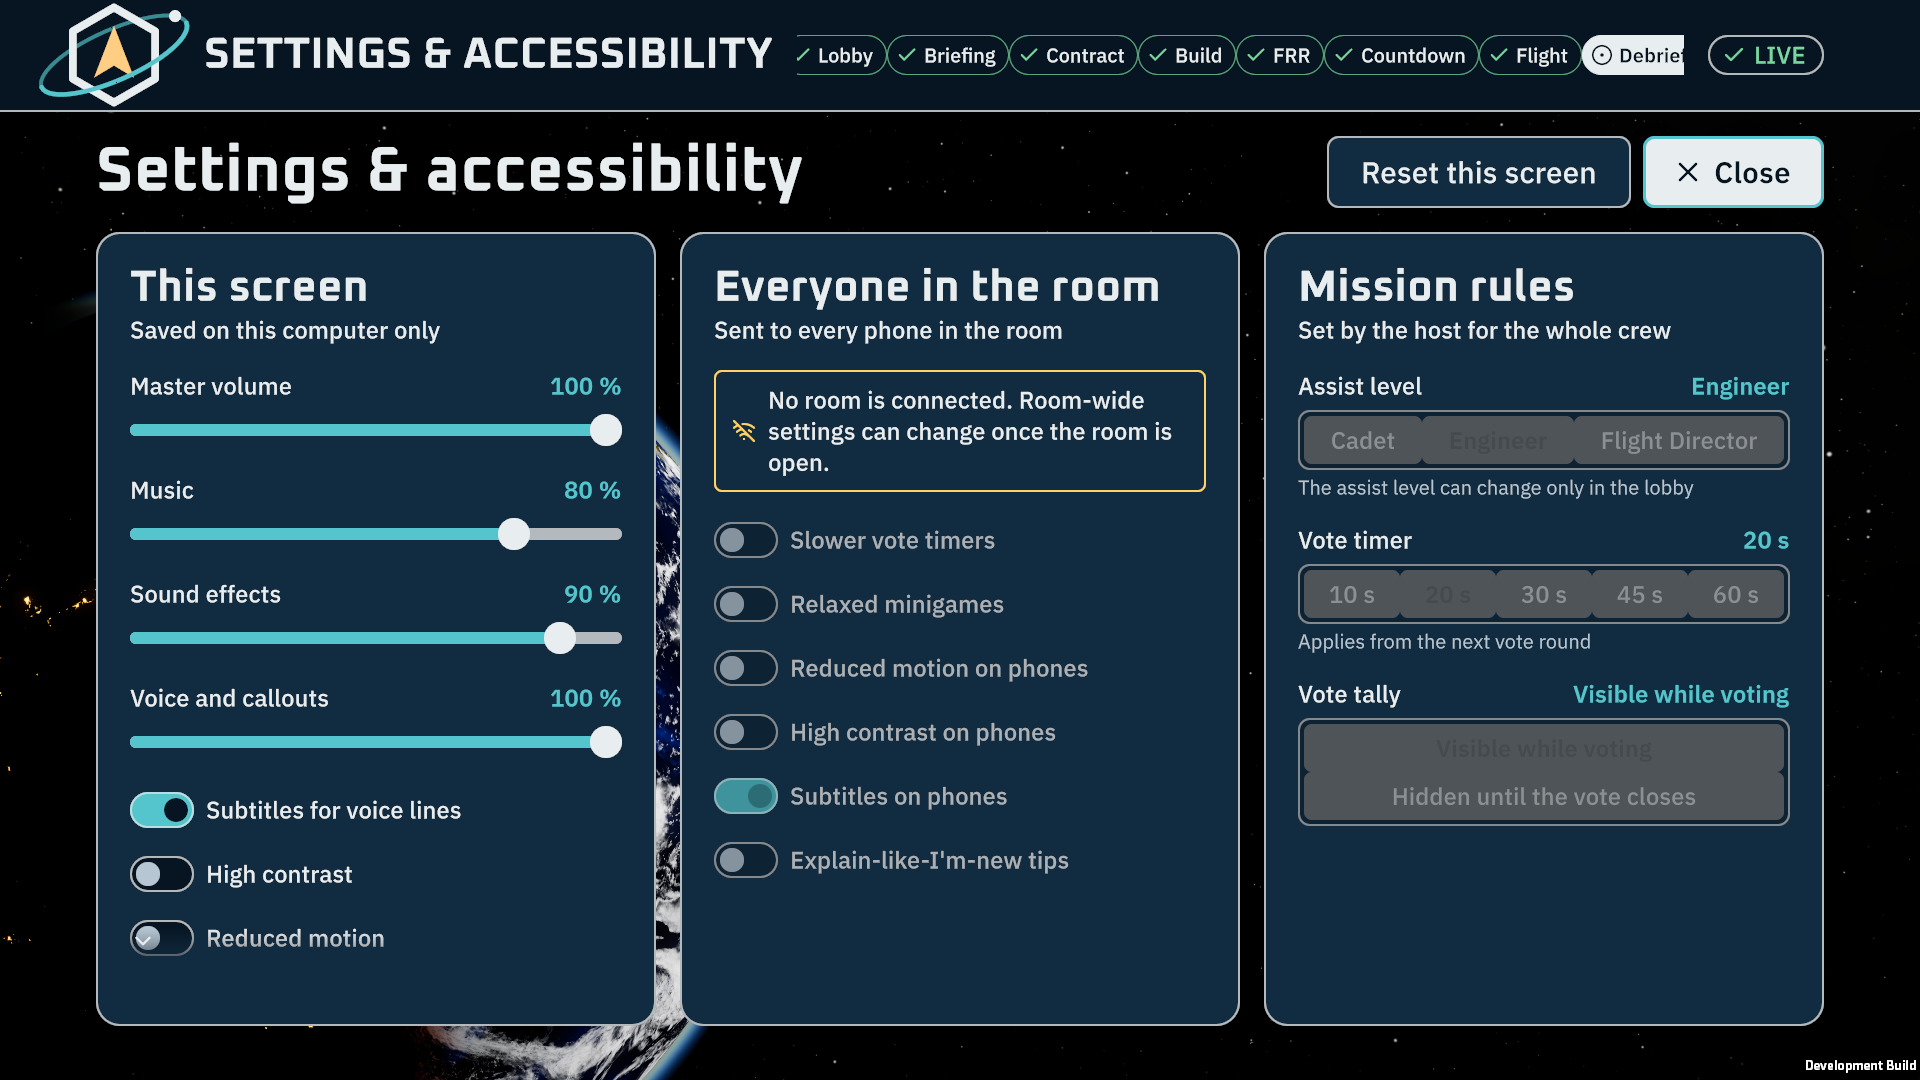 SETTINGS & ACCESSIBILITY
Lobby
Briefing
Contract
Build
FRR
Countdown
Flight
Debrief
LIVE
Settings & accessibility
Reset this screen
Close
This screen
Saved on this computer only
Master volume
100 %
Music
80 %
Sound effects
90 %
Voice and callouts
100 %
Subtitles for voice lines
High contrast
Reduced motion
Everyone in the room
Sent to every phone in the room
No room is connected. Room-wide
settings can change once the room is
open.
Slower vote timers
Relaxed minigames
Reduced motion on phones
High contrast on phones
Subtitles on phones
Explain-like-I'm-new tips
Mission rules
Set by the host for the whole crew
Assist level
Engineer
Cadet
Engineer
Flight Director
The assist level can change only in the lobby
Vote timer
20 s
10 s
20 s
30 s
45 s
60 s
Applies from the next vote round
Vote tally
Visible while voting
Visible while voting
Hidden until the vote closes
Development Build